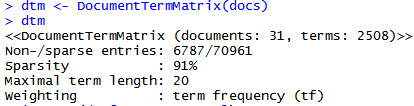 > dtm <- DocumentTermMatrix(docs)
> dtm
<<DocumentTermMatrix (documents: 31, terms: 2508)>>
Non-/sparse entries: 6787/70961
Sparsity           : 91%
Maximal term length: 20
Weighting          : term frequency (tf)